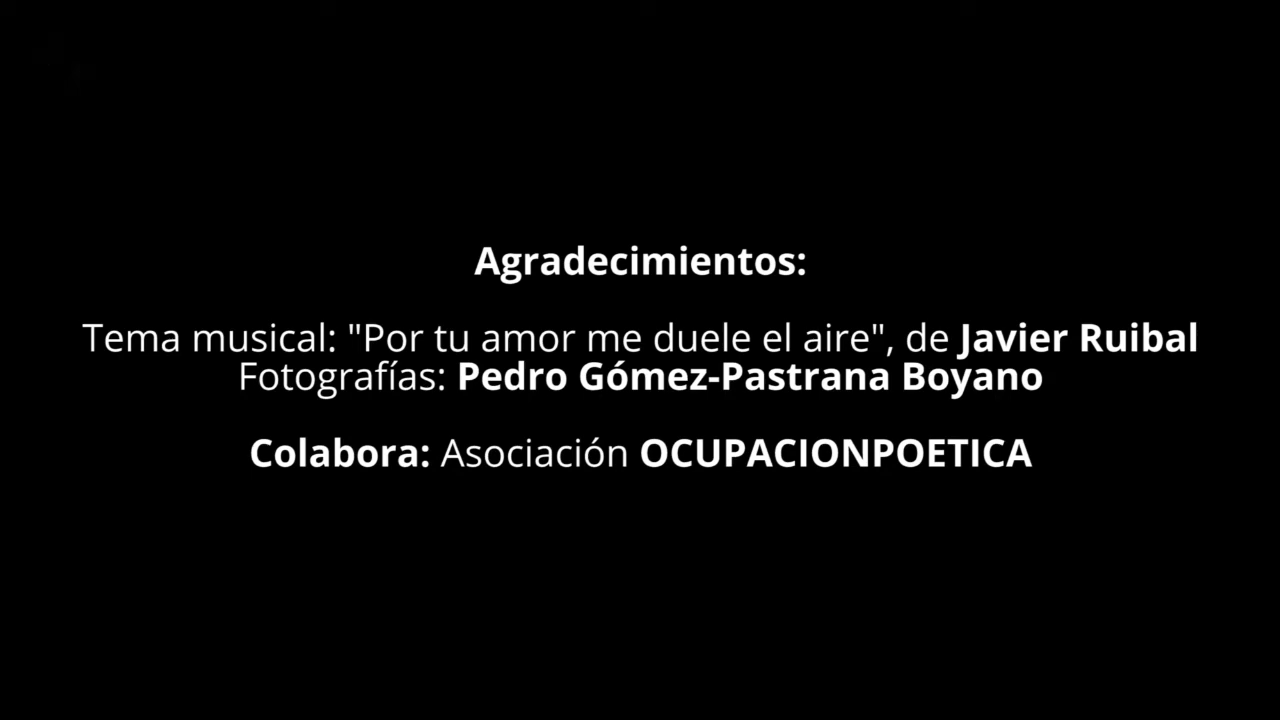 Agradecimientos:
Tema musical: "Por tu amor me duele el aire", de Javier Ruibal
Fotografías: Pedro Gómez-Pastrana Boyano
Colabora: Asociación OCUPACIONPOETICA